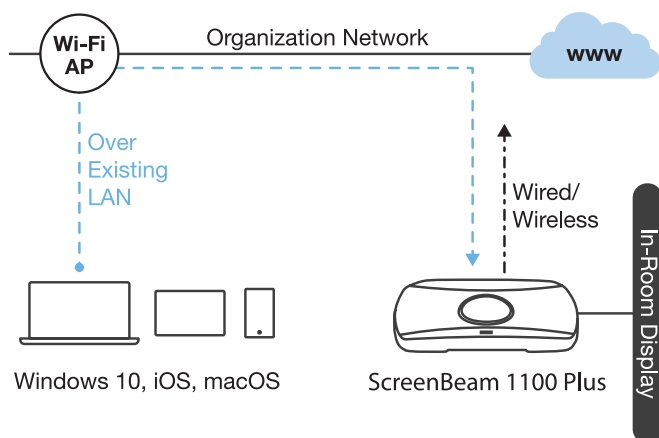 Wi-Fi
AP
Organization Network
www
Over
Existing
LAN
Wired/
Wireless
In-Room Display
Windows 10, iOS, macOS
ScreenBeam 1100 Plus